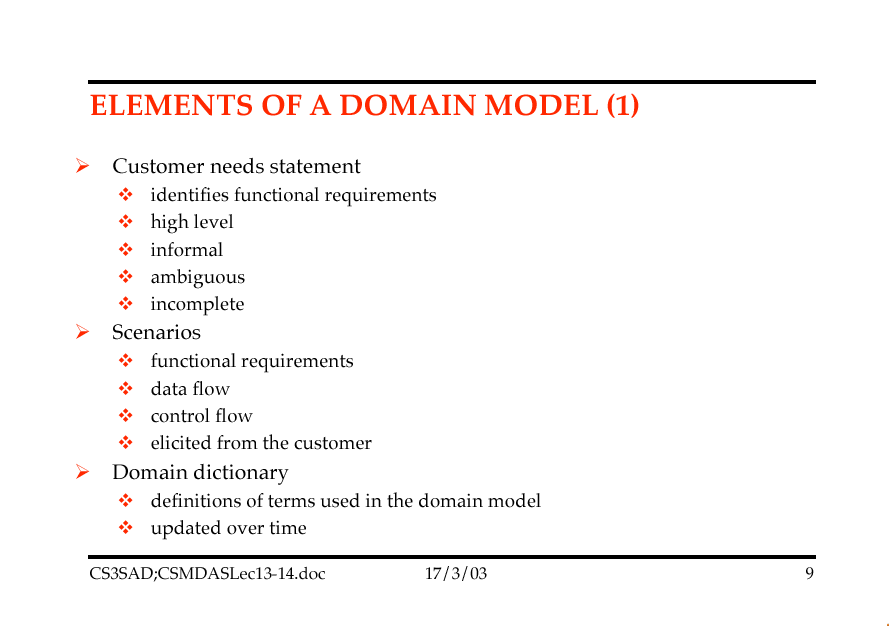 ELEMENTS OF A DOMAIN MODEL (1)
Customer needs statement
identifies functional requirements
high level
informal
ambiguous
incomplete
Scenarios
functional requirements
data flow
control flow
elicited from the customer
Domain dictionary
definitions of terms used in the domain model
updated over time
CS3SAD;CSMDASLec13-14.doc 17/3/03 9